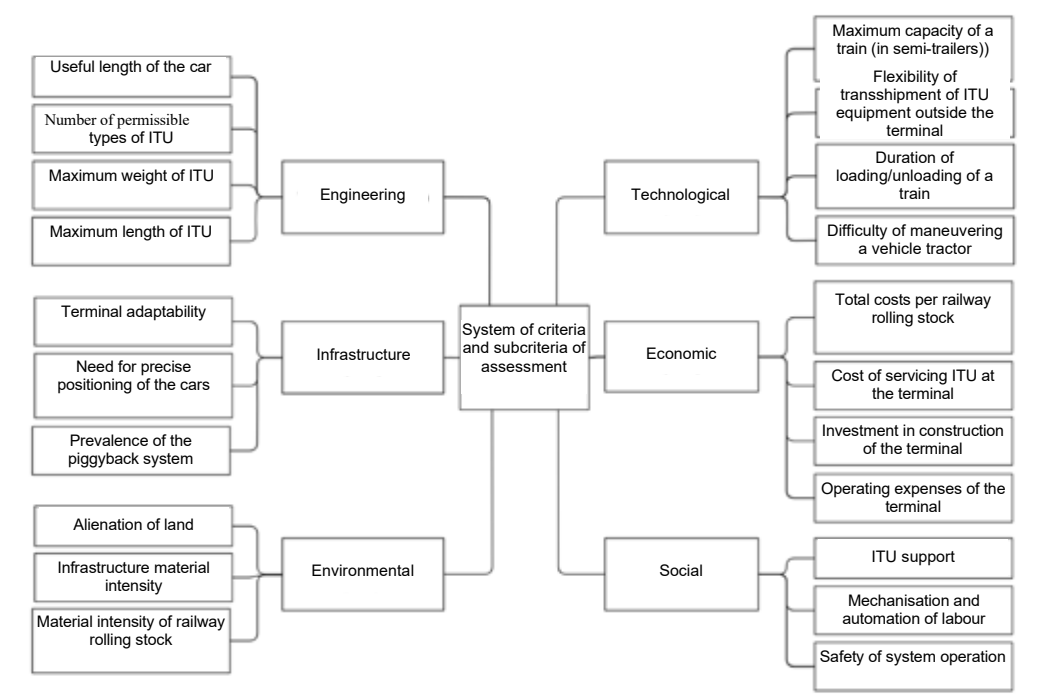 Useful length of the car
Number of permissible
types of ITU
Maximum weight of ITU
Maximum length of ITU
Engineering
Terminal adaptability
Need for precise
positioning of the cars
Prevalence of the
piggyback system
Infrastructure
Alienation of land
Infrastructure material
intensity
Material intensity of railway
rolling stock
Environmental
System of criteria
and subcriteria of
assessment
Technological
Maximum capacity of a
train (in semi-trailers))
Flexibility of
transshipment of ITU
equipment outside the
terminal
Duration of
loading/unloading of a
train
Difficulty of maneuvering
a vehicle tractor
Economic
Total costs per railway
rolling stock
Cost of servicing ITU at
the terminal
Investment in construction
of the terminal
Operating expenses of the
terminal
Social
ITU support
Mechanisation and
automation of labour
Safety of system operation